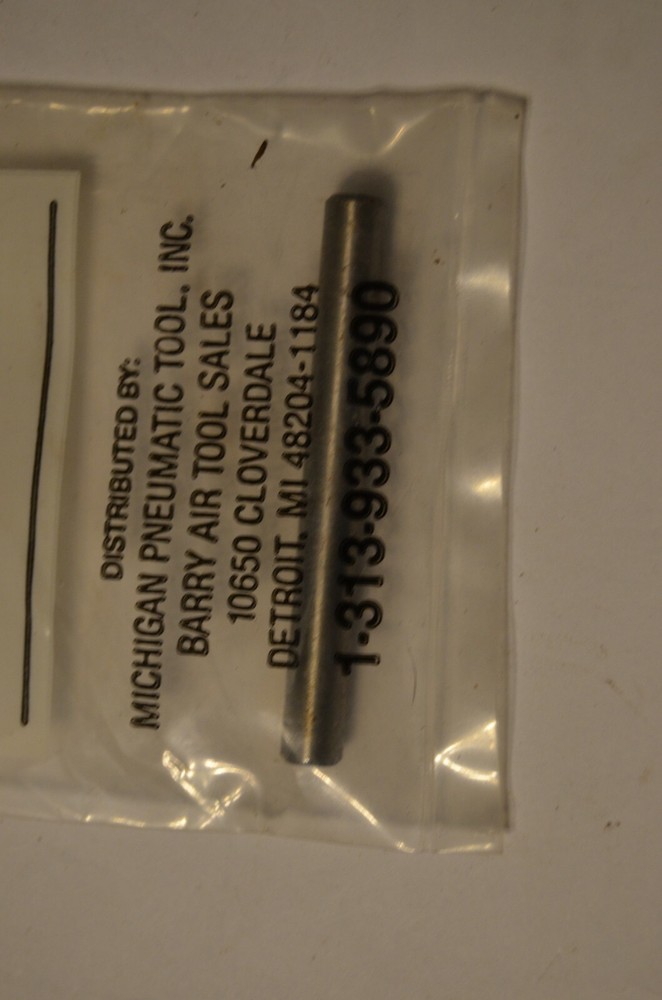 DISTRIBUTED BY:
MICHIGAN PNEUMATIC TOOL, INC.
BARRY AIR TOOL SALES
10650 CLOVERDALE
DETROIT, MI 48204-1184
1-313-933-5890